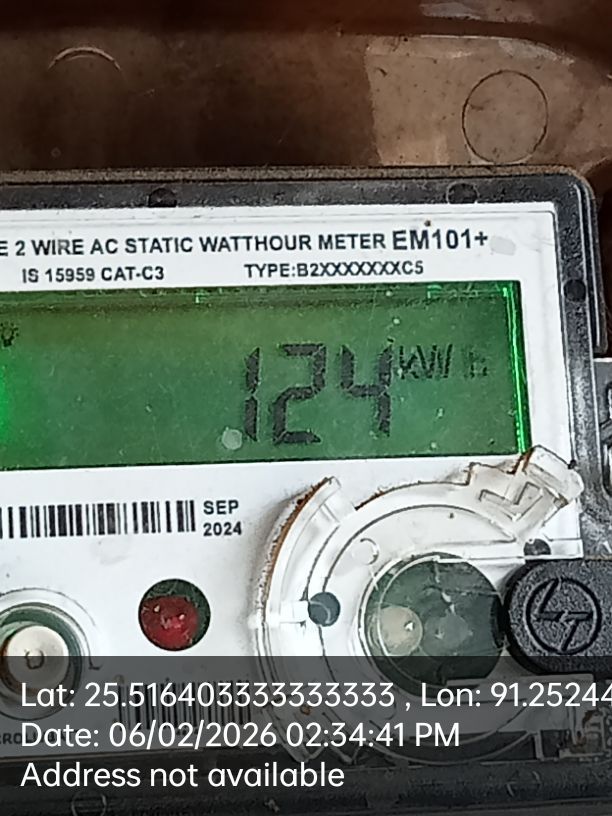 E 2 WIRE AC STATIC WATTHOUR METER EM101+
IS 15959 CAT-C3 TYPE:B2XXXXXXXC5
124 kWh
SEP
2024
Lat: 25.516403333333333 , Lon: 91.25244
Date: 06/02/2026 02:34:41 PM
Address not available